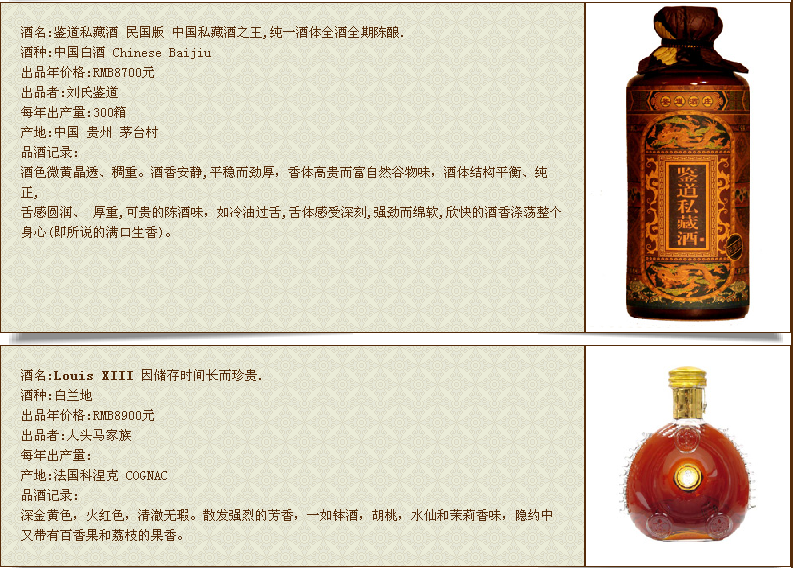 酒名:鉴道私藏酒 民国版 中国私藏酒之王,纯一酒体全酒全期陈酿.
酒种:中国白酒 Chinese Baijiu
出品年价格:RMB8700元
出品者:刘氏鉴道
每年出产量:300箱
产地:中国 贵州 茅台村
品酒记录:
酒色微黄晶透、稠重。酒香安静,平稳而劲厚，香体高贵而富自然谷物味，酒体结构平衡、纯
正,
舌感圆润、 厚重,可贵的陈酒味，如冷油过舌,舌体感受深刻,强劲而绵软,欣快的酒香涤荡整个
身心(即所说的满口生香)。
鉴道酒庄
鉴道私藏酒
酒名:Louis XIII 因储存时间长而珍贵.
酒种:白兰地
出品年价格:RMB8900元
出品者:人头马家族
每年出产量:
产地:法国科涅克 COGNAC
品酒记录:
深金黄色，火红色，清澈无瑕。散发强烈的芳香，一如钵酒，胡桃，水仙和茉莉香味，隐约中
又带有百香果和荔枝的果香。